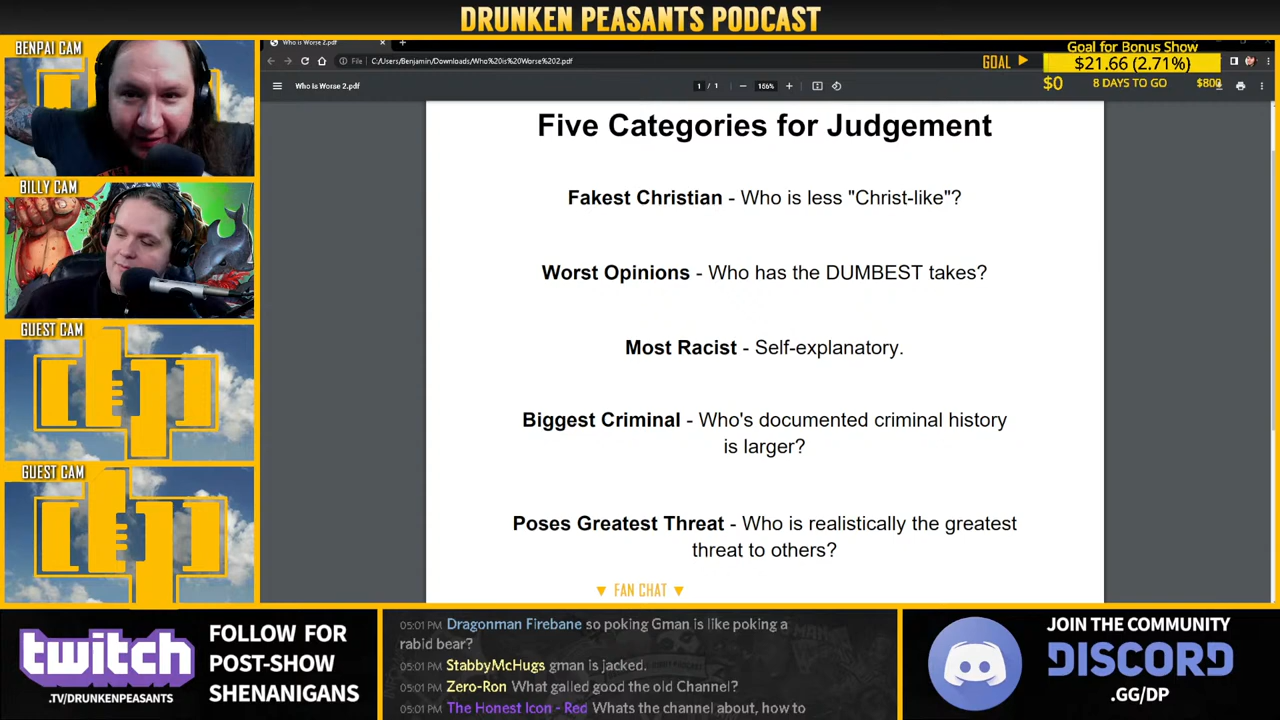 DRUNKEN PEASANTS PODCAST
BENPAI CAM
BILLY CAM
GUEST CAM
GUEST CAM
Who is Worse 2.pdf
File C:/Users/Benjamin/Downloads/Who%20is%20Worse%202.pdf
Who is Worse 2.pdf
1 / 1
156%
GOAL
Goal for Bonus Show
$21.66 (2.71%)
$0 8 DAYS TO GO $800
Five Categories for Judgement
Fakest Christian - Who is less "Christ-like"?
Worst Opinions - Who has the DUMBEST takes?
Most Racist - Self-explanatory.
Biggest Criminal - Who's documented criminal history
is larger?
Poses Greatest Threat - Who is realistically the greatest
threat to others?
▼ FAN CHAT ▼
twitch
.TV/DRUNKENPEASANTS
FOLLOW FOR
POST-SHOW
SHENANIGANS
05:01 PM Dragonman Firebane so poking Gman is like poking a
rabid bear?
05:01 PM StabbyMcHugs gman is jacked.
05:01 PM Zero-Ron What galled good the old Channel?
05:01 PM The Honest Icon - Red Whats the channel about, how to
JOIN THE COMMUNITY
DISCORD
.GG/DP